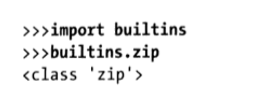 >>>import builtins
>>>builtins.zip
<class 'zip'>